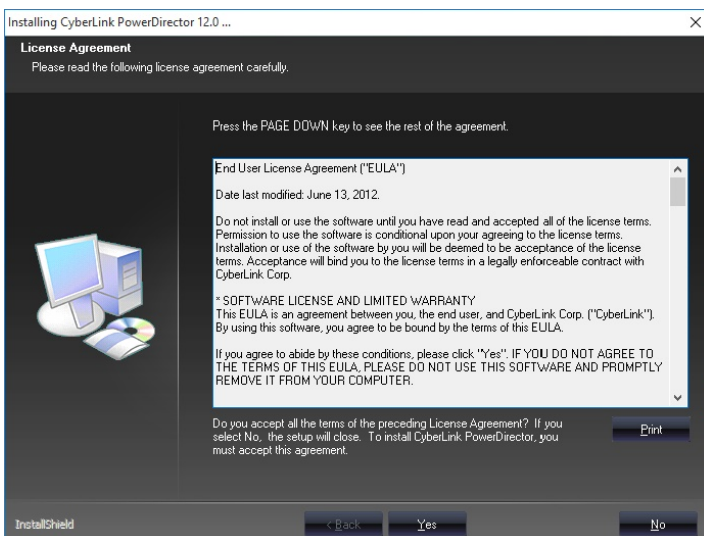 Installing CyberLink PowerDirector 12.0 ...
License Agreement
Please read the following license agreement carefully.
Press the PAGE DOWN key to see the rest of the agreement.
End User License Agreement ("EULA")
Date last modified: June 13, 2012.
Do not install or use the software until you have read and accepted all of the license terms.
Permission to use the software is conditional upon your agreeing to the license terms.
Installation or use of the software by you will be deemed to be acceptance of the license
terms. Acceptance will bind you to the license terms in a legally enforceable contract with
CyberLink Corp.
* SOFTWARE LICENSE AND LIMITED WARRANTY
This EULA is an agreement between you, the end user, and CyberLink Corp. ("CyberLink").
By using this software, you agree to be bound by the terms of this EULA.
If you agree to abide by these conditions, please click "Yes". IF YOU DO NOT AGREE TO
THE TERMS OF THIS EULA, PLEASE DO NOT USE THIS SOFTWARE AND PROMPTLY
REMOVE IT FROM YOUR COMPUTER.
Do you accept all the terms of the preceding License Agreement? If you
select No, the setup will close. To install CyberLink PowerDirector, you
must accept this agreement.
Print
InstallShield
< Back
Yes
No